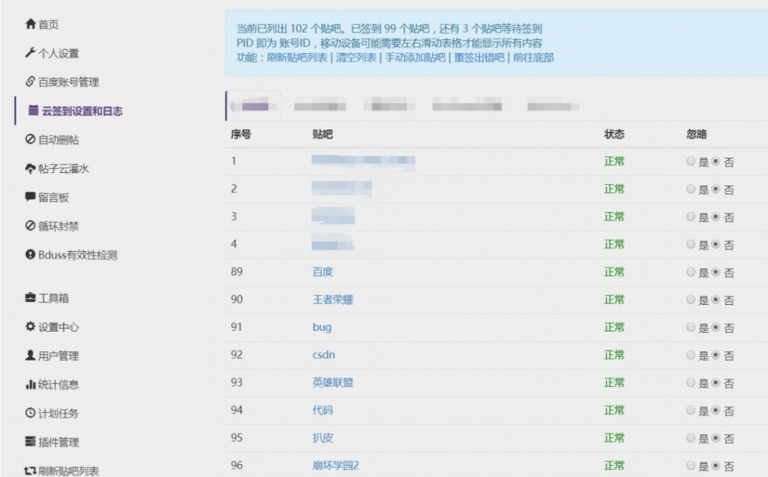 首页
个人设置
百度账号管理
云签到设置和日志
自动删帖
帖子云灌水
留言板
循环封禁
Bduss有效性检测
工具箱
设置中心
用户管理
统计信息
计划任务
插件管理
刷新贴吧列表
当前已列出 102 个贴吧。已签到 99 个贴吧，还有 3 个贴吧等待签到
PID 即为 账号ID，移动设备可能需要左右滑动表格才能显示所有内容
功能：刷新贴吧列表 | 清空列表 | 手动添加贴吧 | 重签出错吧 | 前往底部
序号 贴吧 状态 忽略
1 正常 是 否
2 正常 是 否
3 正常 是 否
4 正常 是 否
89 百度 正常 是 否
90 王者荣耀 正常 是 否
91 bug 正常 是 否
92 csdn 正常 是 否
93 英雄联盟 正常 是 否
94 代码 正常 是 否
95 扒皮 正常 是 否
96 崩坏学园2 正常 是 否